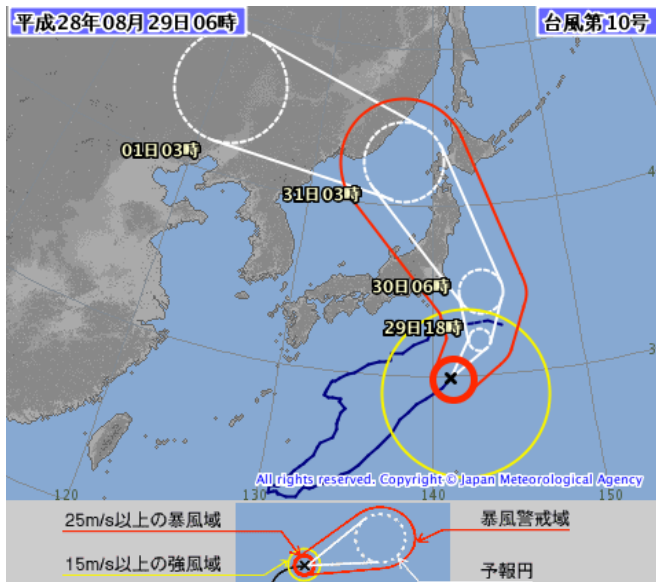 平成28年08月29日06時
台風第10号
01日03時
31日03時
4
30日06時
29日18時
3
All rights reserved. Copyright © Japan Meteorological Agency
120
130
140
150
25m/s以上の暴風域
暴風警戒域
15m/s以上の強風域
予報円